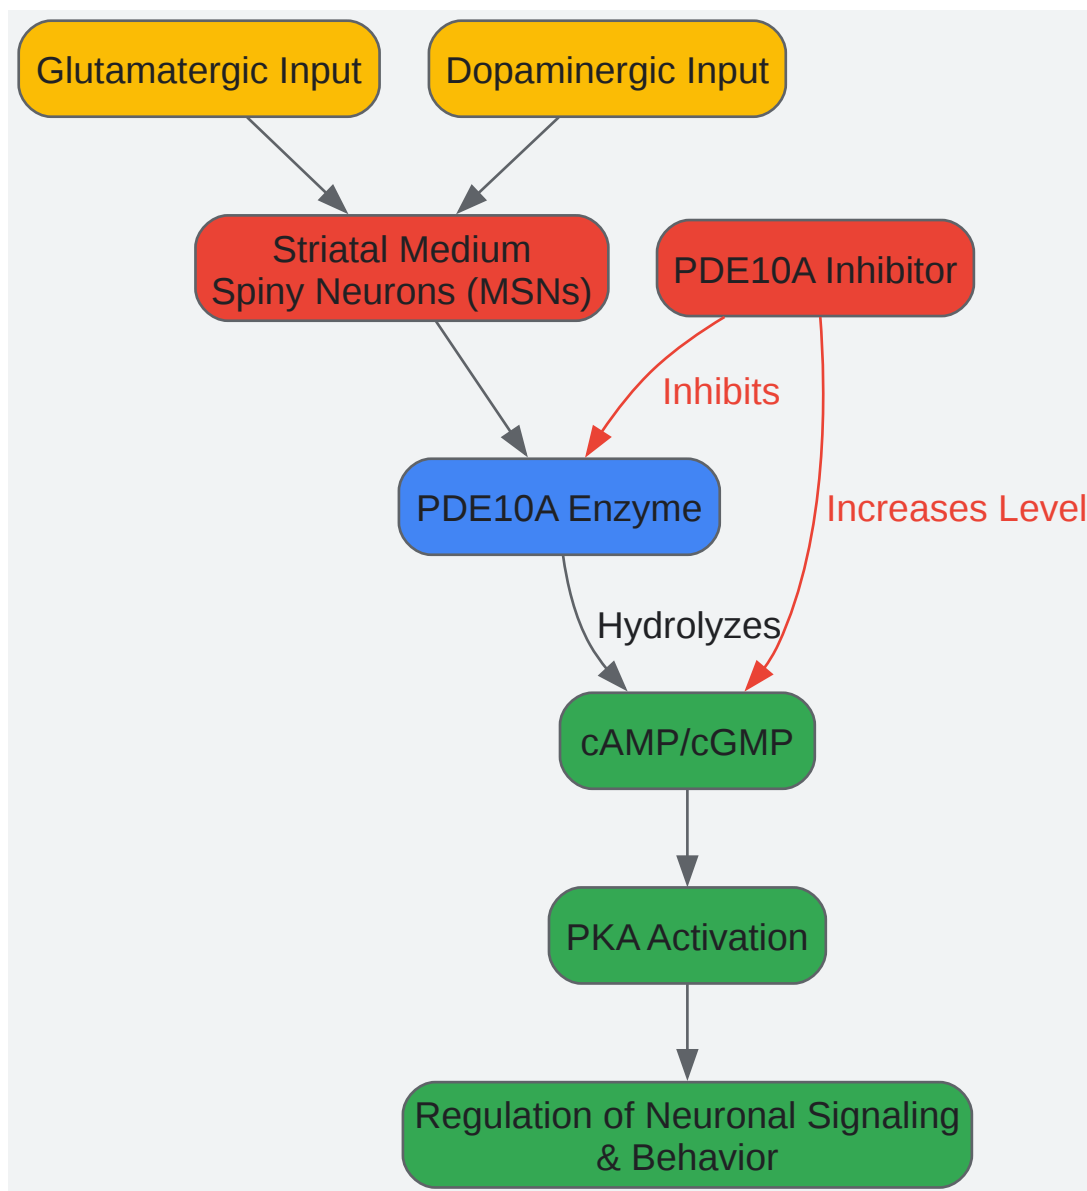 Glutamatergic Input
Dopaminergic Input
Striatal Medium
Spiny Neurons (MSNs)
PDE10A Inhibitor
Inhibits
PDE10A Enzyme
Increases Level
Hydrolyzes
cAMP/cGMP
PKA Activation
Regulation of Neuronal Signaling
& Behavior